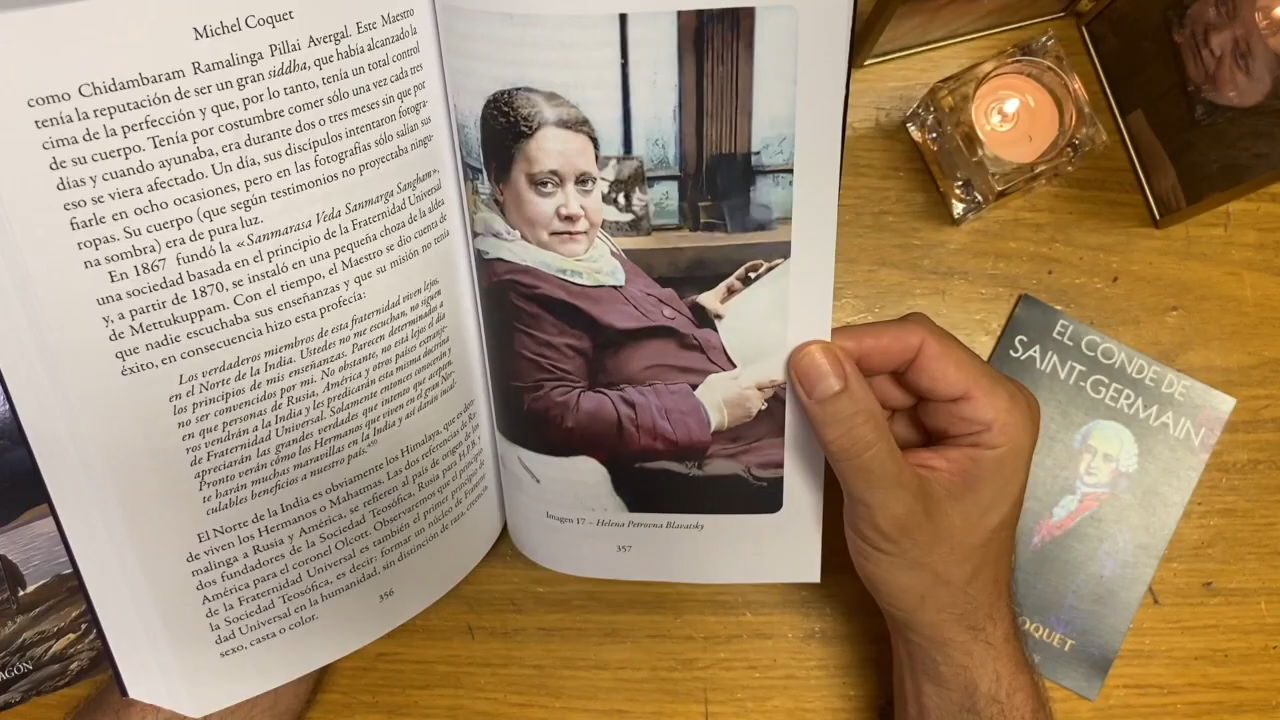 Michel Coquet
como Chidambaram Ramalinga Pillai Avergal. Este Maestro
tenía la reputación de ser un gran siddha, que había alcanzado la
cima de la perfección y que, por lo tanto, tenía un total control
de su cuerpo. Tenía por costumbre comer sólo una vez cada tres
días y cuando ayunaba, era durante dos o tres meses sin que por
eso se viera afectado. Un día, sus discípulos intentaron fotogra-
fiarle en ocho ocasiones, pero en las fotografías sólo salían sus
ropas. Su cuerpo (que según testimonios no proyectaba ningu-
na sombra) era de pura luz.
En 1867 fundó la «Sanmarasa Veda Sanmarga Sangham»,
una sociedad basada en el principio de la Fraternidad Universal
y, a partir de 1870, se instaló en una pequeña choza de la aldea
de Mettukuppam. Con el tiempo, el Maestro se dio cuenta de
que nadie escuchaba sus enseñanzas y que su misión no tenía
éxito, en consecuencia hizo esta profecía:
Los verdaderos miembros de esta fraternidad viven lejos,
en el Norte de la India. Ustedes no me escuchan, no siguen
los principios de mis enseñanzas. Parecen determinados a
no ser convencidos por mi. No obstante, no está lejos el día
en que personas de Rusia, América y otros países extranje-
ros vendrán a la India y les predicarán esta misma doctrina
de Fraternidad Universal. Solamente entonces conocerán y
apreciarán las grandes verdades que intento que acepten.
Pronto verán cómo los Hermanos que viven en el gran Nor-
te harán muchas maravillas en la India y así darán incal-
culables beneficios a nuestro país.
El Norte de la India es obviamente los Himalaya, que es don-
de viven los Hermanos o Mahatmas. Las dos referencias de Ra-
malinga a Rusia y América, se refieren al país de origen de los
dos fundadores de la Sociedad Teosófica, Rusia para H.P.B. y
América para el coronel Olcott. Observaremos que el principio
de la Fraternidad Universal es también el primer principio de
la Sociedad Teosófica, es decir: formar un núcleo de Fraterni-
dad Universal en la humanidad, sin distinción de raza, creencia,
sexo, casta o color.
356
Imagen 17 – Helena Petrovna Blavatsky
357
EL CONDE DE
SAINT-GERMAIN
OQUET
AGÓN